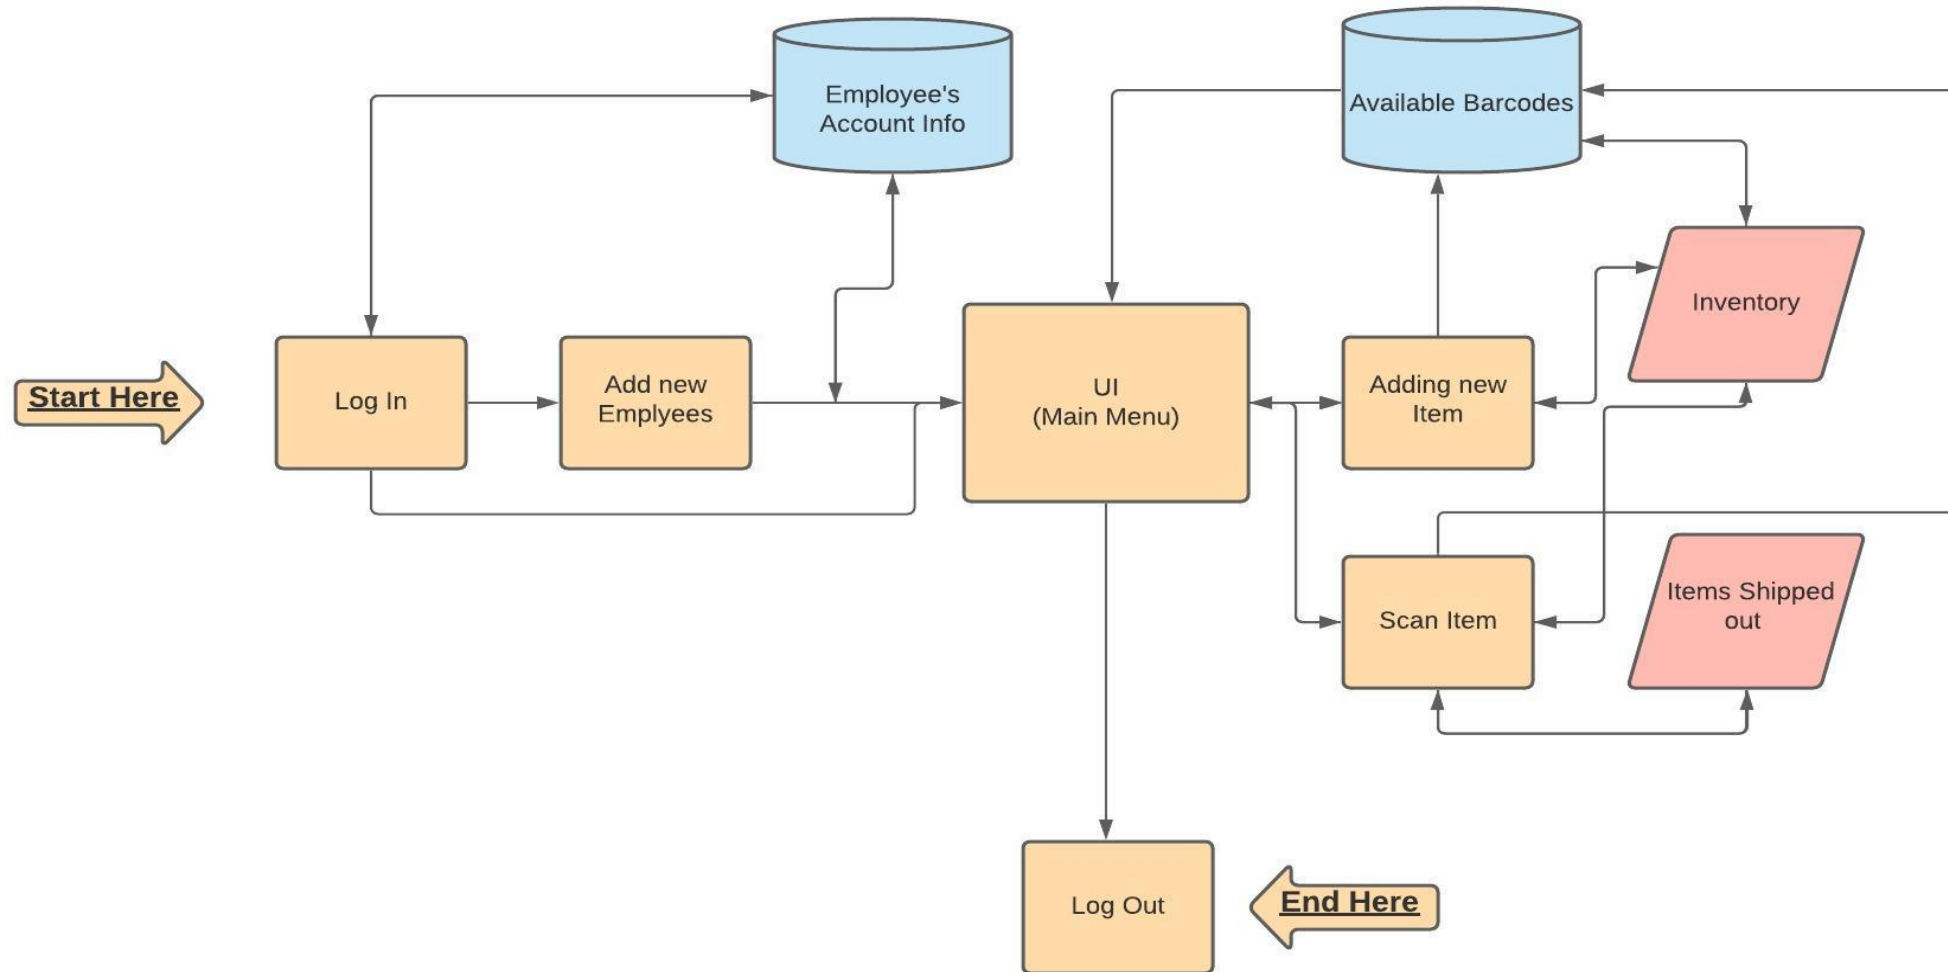 Employee's
Account Info
Available Barcodes
Inventory
Start Here
Log In
Add new
Emplyees
UI
(Main Menu)
Adding new
Item
Items Shipped
out
Scan Item
Log Out
End Here